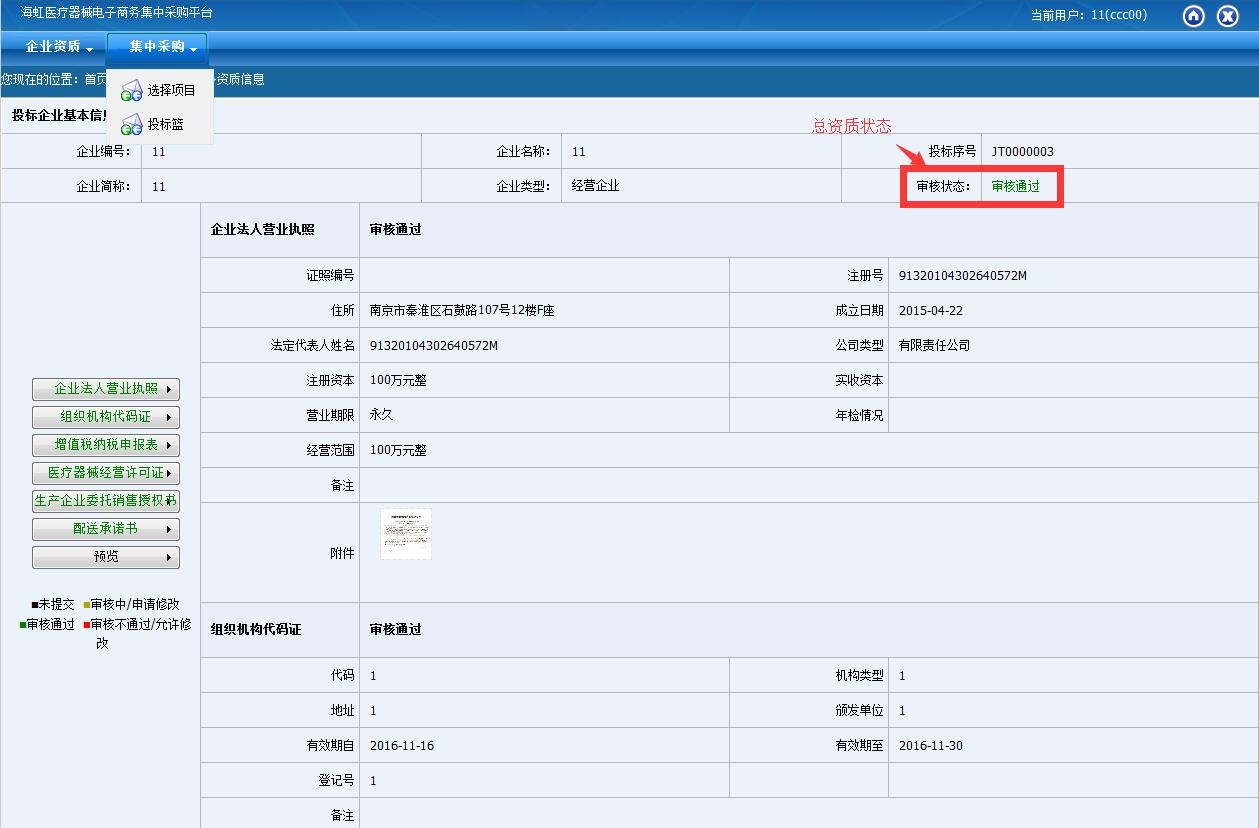 海虹医疗器械电子商务集中采购平台 当前用户：11(ccc00)
企业资质 集中采购
您现在的位置：首页 资质信息
选择项目
投标篮
投标企业基本信息
总资质状态
企业编号： 11 企业名称： 11 投标序号 JT0000003
企业简称： 11 企业类型： 经营企业 审核状态： 审核通过
企业法人营业执照 审核通过
证照编号 注册号 91320104302640572M
住所 南京市秦淮区石鼓路107号12楼F座 成立日期 2015-04-22
法定代表人姓名 91320104302640572M 公司类型 有限责任公司
注册资本 100万元整 实收资本
营业期限 永久 年检情况
经营范围 100万元整
备注
附件
企业法人营业执照
组织机构代码证
增值税纳税申报表
医疗器械经营许可证
生产企业委托销售授权书
配送承诺书
预览
■未提交 ■审核中/申请修改
■审核通过 ■审核不通过/允许修
改
组织机构代码证 审核通过
代码 1 机构类型 1
地址 1 颁发单位 1
有效期自 2016-11-16 有效期至 2016-11-30
登记号 1
备注